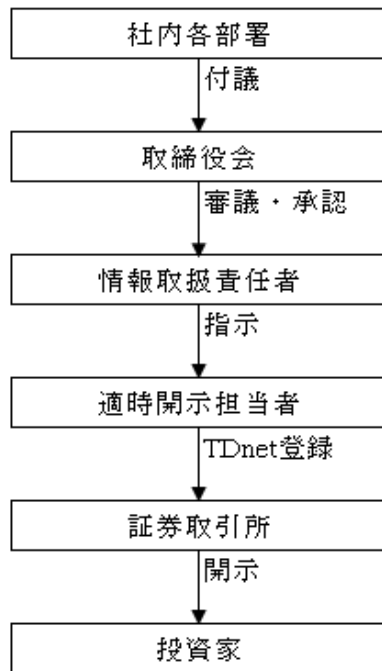 社内各部署
付議
取締役会
審議・承認
情報取扱責任者
指示
適時開示担当者
TDnet登録
証券取引所
開示
投資家